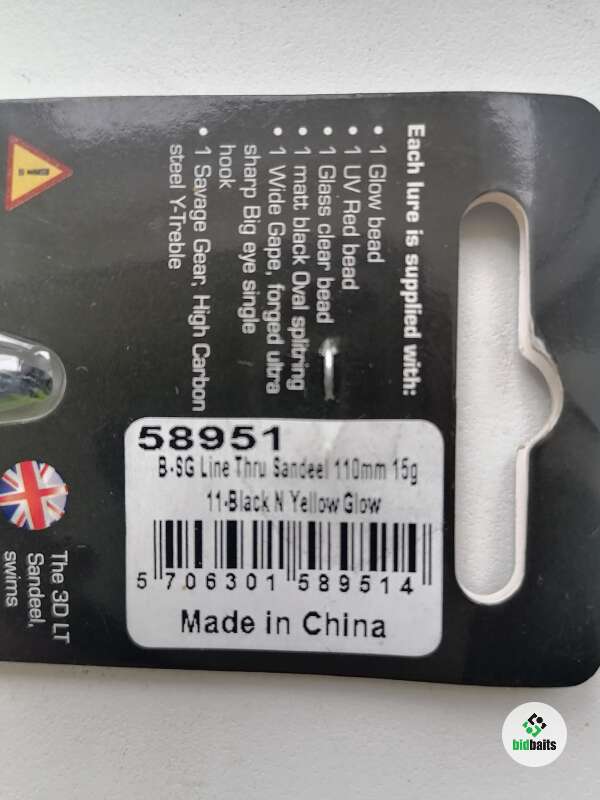 Each lure is supplied with:
• 1 Glow bead
• 1 UV Red bead
• 1 Glass clear bead
• 1 matt black Oval splitring
• 1 Wide Gape, forged ultra
sharp Big eye single
hook
• 1 Savage Gear, High Carbon
steel Y-Treble
58951
B-SG Line Thru Sandeel 110mm 15g
11-Black N Yellow Glow
5 706301 589514
Made in China
The 3D LT
Sandeel,
swims
bidbaits